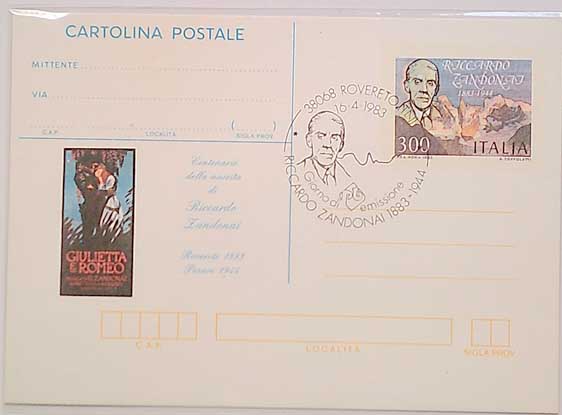 CARTOLINA POSTALE
MITTENTE
VIA
( )
C.A.P. LOCALITÀ SIGLA PROV.
Centenario
della nascita
di
Riccardo
Zandonai
Rovereto 1883
Pesaro 1944
GIULIETTA
E ROMEO
ZANDONAI
38068 ROVERETO
16-4-1983
Giorno di emissione
RICCARDO ZANDONAI 1883-1944
RICCARDO
ZANDONAI
1883-1944
300 ITALIA
C.A.P. LOCALITÀ SIGLA PROV.